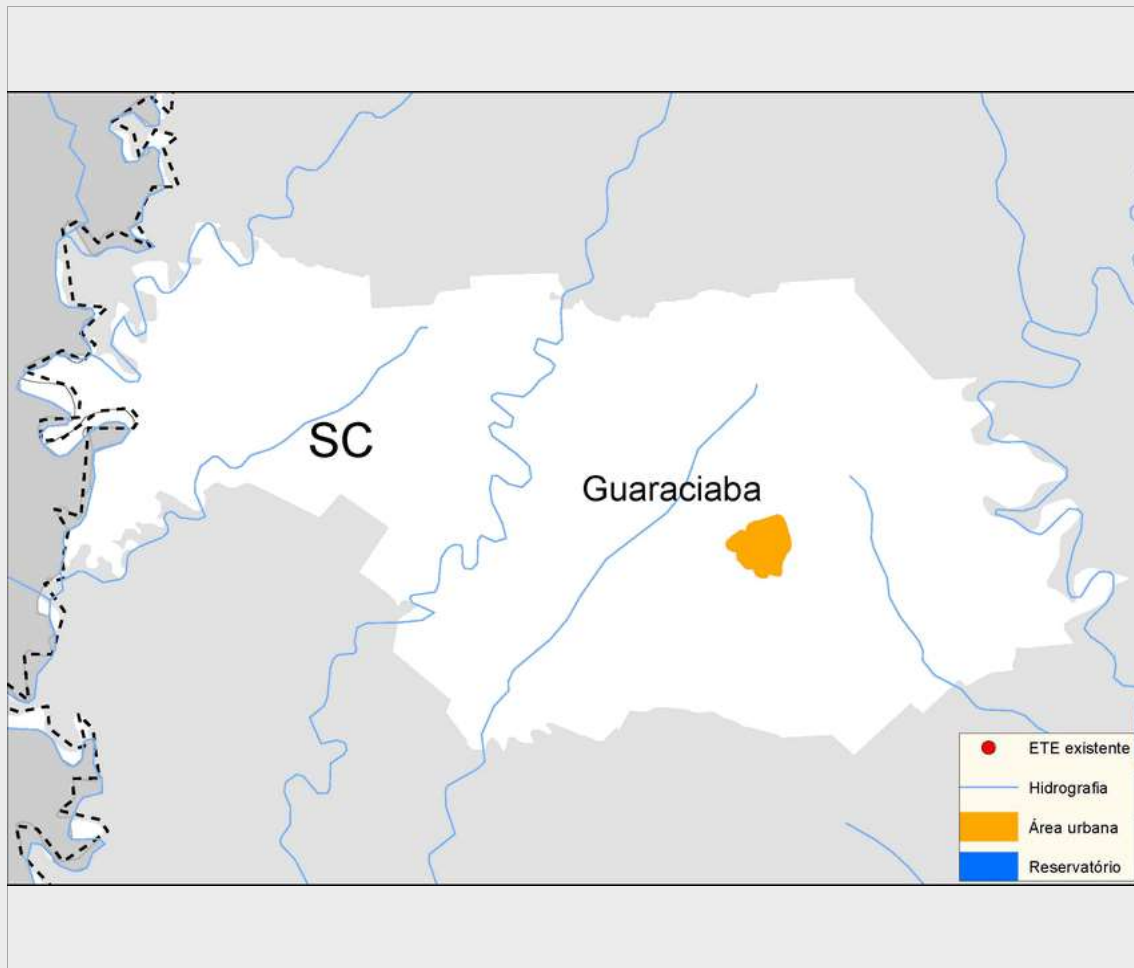 SC
Guaraciaba
ETE existente
Hidrografia
Área urbana
Reservatório